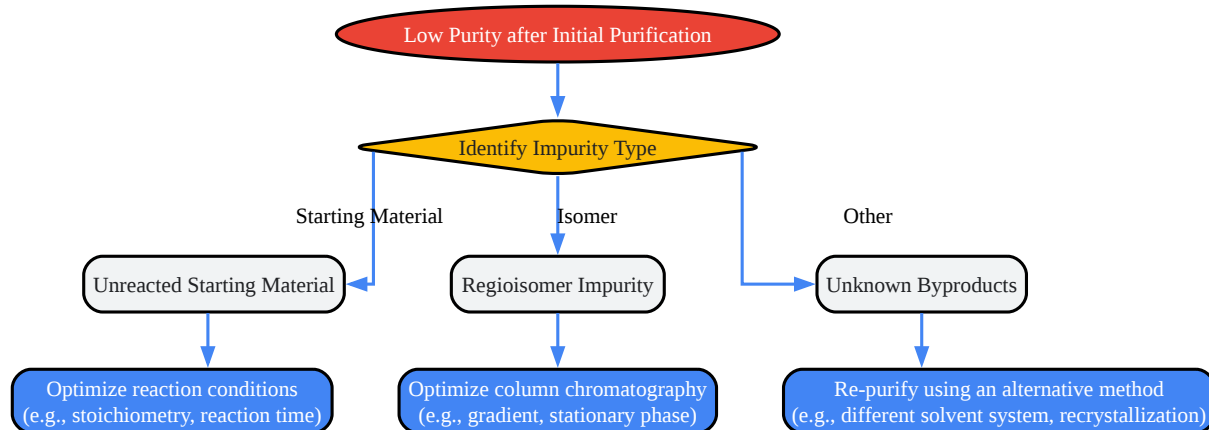 Low Purity after Initial Purification
Identify Impurity Type
Starting Material
Isomer
Other
Unreacted Starting Material
Regioisomer Impurity
Unknown Byproducts
Optimize reaction conditions
(e.g., stoichiometry, reaction time)
Optimize column chromatography
(e.g., gradient, stationary phase)
Re-purify using an alternative method
(e.g., different solvent system, recrystallization)